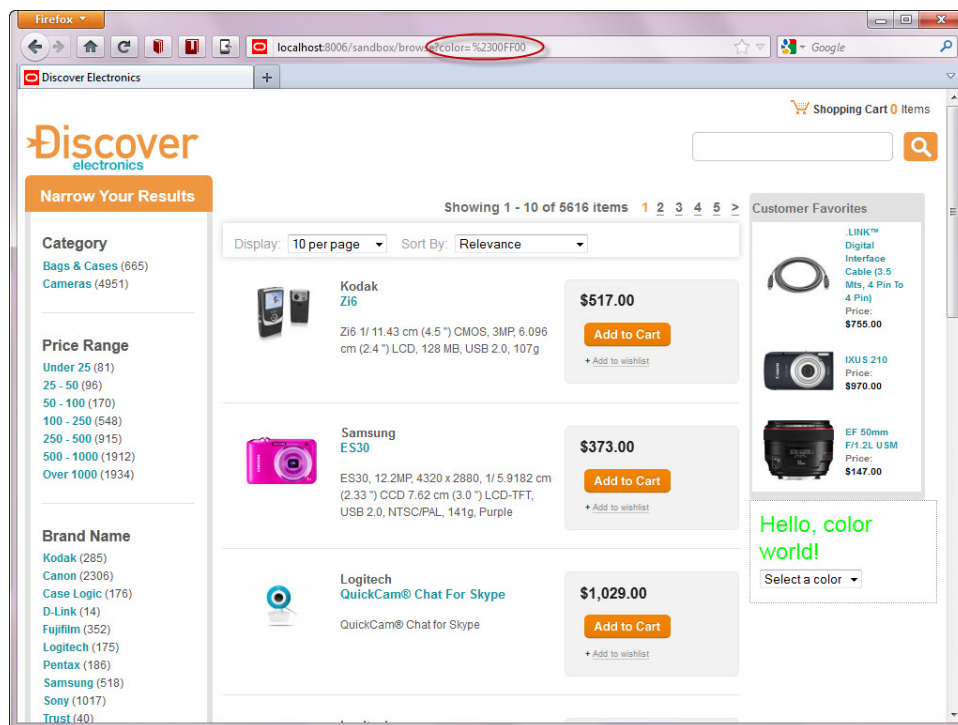 Firefox
localhost:8006/sandbox/browse?color=%2300FF00
Google
Discover Electronics
Shopping Cart 0 Items
Discover
electronics
Narrow Your Results
Category
Bags & Cases (665)
Cameras (4951)
Price Range
Under 25 (81)
25 - 50 (96)
50 - 100 (170)
100 - 250 (548)
250 - 500 (915)
500 - 1000 (1912)
Over 1000 (1934)
Brand Name
Kodak (285)
Canon (2306)
Case Logic (176)
D-Link (14)
Fujifilm (352)
Logitech (175)
Pentax (186)
Samsung (518)
Sony (1017)
Trust (40)
Showing 1 - 10 of 5616 items 1 2 3 4 5 >
Display: 10 per page Sort By: Relevance
Kodak
Zi6
Zi6 1/ 11.43 cm (4.5 ") CMOS, 3MP, 6.096
cm (2.4 ") LCD, 128 MB, USB 2.0, 107g
$517.00
Add to Cart
+ Add to wishlist
Samsung
ES30
ES30, 12.2MP, 4320 x 2880, 1/ 5.9182 cm
(2.33 ") CCD 7.62 cm (3.0 ") LCD-TFT,
USB 2.0, NTSC/PAL, 141g, Purple
$373.00
Add to Cart
+ Add to wishlist
Logitech
QuickCam® Chat For Skype
QuickCam® Chat for Skype
$1,029.00
Add to Cart
+ Add to wishlist
Customer Favorites
.LINK™
Digital
Interface
Cable (3.5
Mts, 4 Pin To
4 Pin)
Price:
$755.00
IXUS 210
Price:
$970.00
EF 50mm
F/1.2L USM
Price:
$147.00
Hello, color
world!
Select a color